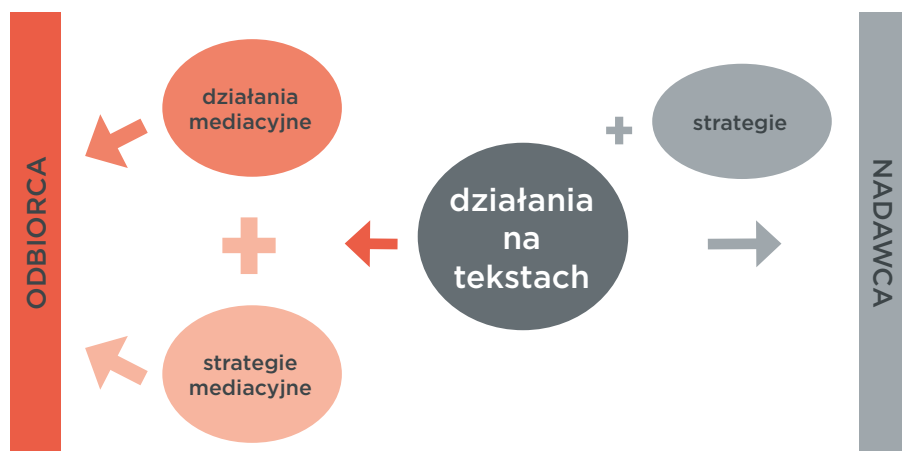 ODBIORCA
działania
mediacyjne
+
strategie
mediacyjne
działania
na
tekstach
+
strategie
NADAWCA